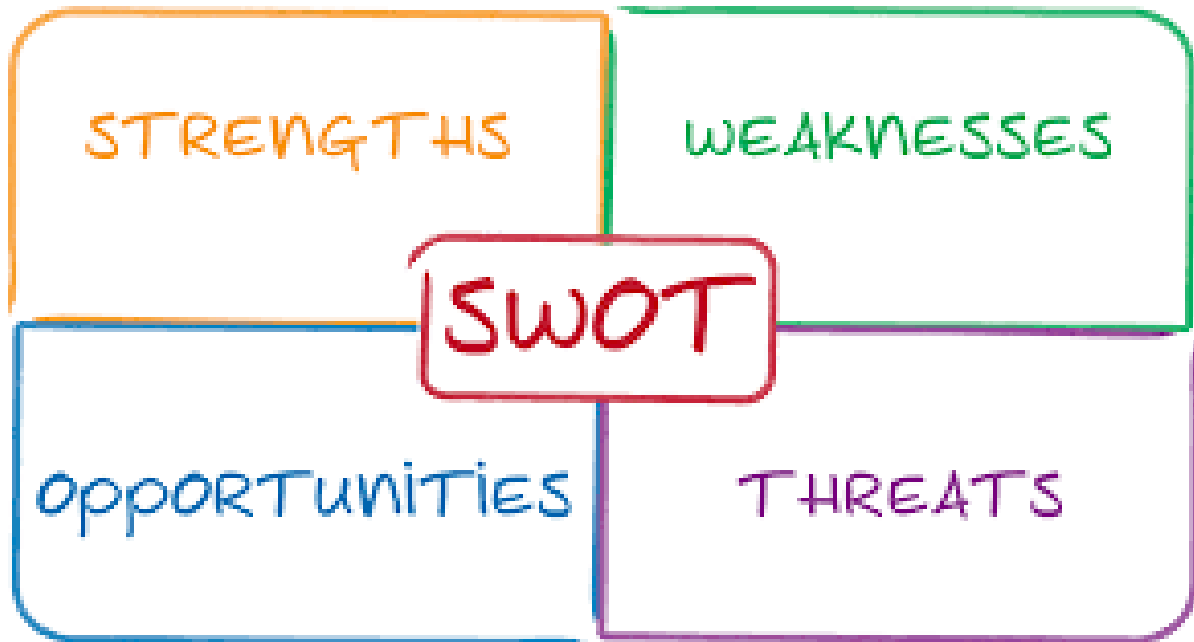 STRENGTHS
WEAKNESSES
SWOT
OPPORTUNITIES
THREATS